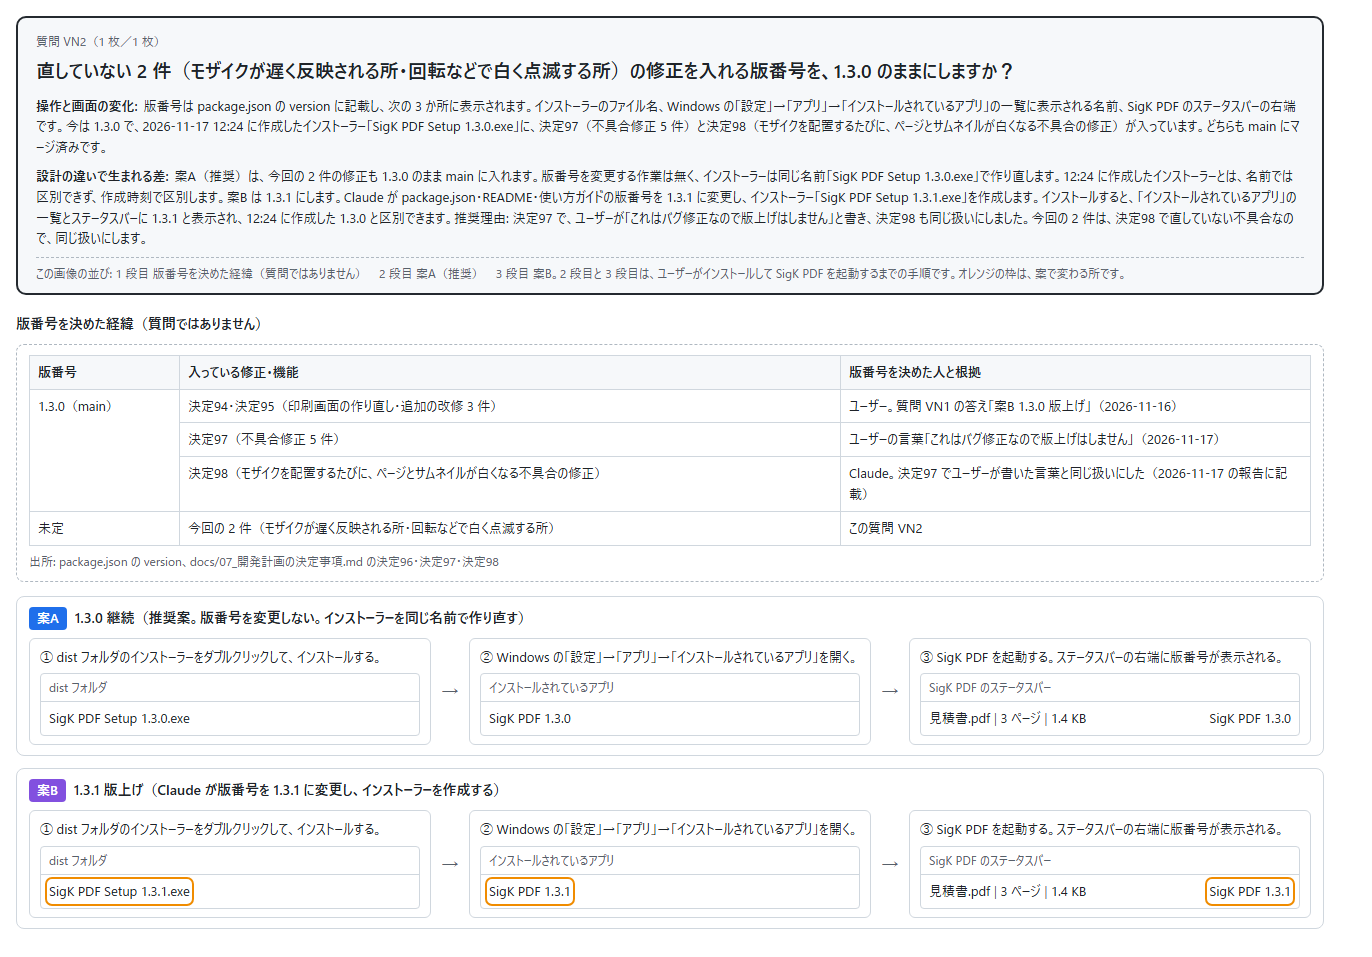 質問 VN2（1 枚／1 枚）
直していない 2 件（モザイクが遅く反映される所・回転などで白く点滅する所）の修正を入れる版番号を、1.3.0 のままにしますか？
操作と画面の変化: 版番号は package.json の version に記載し、次の 3 か所に表示されます。インストーラーのファイル名、Windows の「設定」→「アプリ」→「インストールされているアプリ」の一覧に表示される名前、SigK PDF のステータスバーの右端
です。今は 1.3.0 で、2026-11-17 12:24 に作成したインストーラー「SigK PDF Setup 1.3.0.exe」に、決定97（不具合修正 5 件）と決定98（モザイクを配置するたびに、ページとサムネイルが白くなる不具合の修正）が入っています。どちらも main にマ
ージ済みです。
設計の違いで生まれる差: 案A（推奨）は、今回の 2 件の修正も 1.3.0 のまま main に入れます。版番号を変更する作業は無く、インストーラーは同じ名前「SigK PDF Setup 1.3.0.exe」で作り直します。12:24 に作成したインストーラーとは、名前では
区別できず、作成時刻で区別します。案B は 1.3.1 にします。Claude が package.json・README・使い方ガイドの版番号を 1.3.1 に変更し、インストーラー「SigK PDF Setup 1.3.1.exe」を作成します。インストールすると、「インストールされているアプリ」の
一覧とステータスバーに 1.3.1 と表示され、12:24 に作成した 1.3.0 と区別できます。推奨理由: 決定97 で、ユーザーが「これはバグ修正なので版上げはしません」と書き、決定98 も同じ扱いにしました。今回の 2 件は、決定98 で直していない不具合なの
で、同じ扱いにします。
この画像の並び: 1 段目 版番号を決めた経緯（質問ではありません） 2 段目 案A（推奨） 3 段目 案B。2 段目と 3 段目は、ユーザーがインストールして SigK PDF を起動するまでの手順です。オレンジの枠は、案で変わる所です。
版番号を決めた経緯（質問ではありません）
版番号 入っている修正・機能 版番号を決めた人と根拠
1.3.0（main） 決定94・決定95（印刷画面の作り直し・追加の改修 3 件） ユーザー。質問 VN1 の答え「案B 1.3.0 版上げ」（2026-11-16）
決定97（不具合修正 5 件） ユーザーの言葉「これはバグ修正なので版上げはしません」（2026-11-17）
決定98（モザイクを配置するたびに、ページとサムネイルが白くなる不具合の修正） Claude。決定97 でユーザーが書いた言葉と同じ扱いにした（2026-11-17 の報告に記
載）
未定 今回の 2 件（モザイクが遅く反映される所・回転などで白く点滅する所） この質問 VN2
出所: package.json の version、docs/07_開発計画の決定事項.md の決定96・決定97・決定98
案A 1.3.0 継続（推奨案。版番号を変更しない。インストーラーを同じ名前で作り直す）
① dist フォルダのインストーラーをダブルクリックして、インストールする。
dist フォルダ
SigK PDF Setup 1.3.0.exe
→
② Windows の「設定」→「アプリ」→「インストールされているアプリ」を開く。
インストールされているアプリ
SigK PDF 1.3.0
→
③ SigK PDF を起動する。ステータスバーの右端に版番号が表示される。
SigK PDF のステータスバー
見積書.pdf | 3 ページ | 1.4 KB SigK PDF 1.3.0
案B 1.3.1 版上げ（Claude が版番号を 1.3.1 に変更し、インストーラーを作成する）
① dist フォルダのインストーラーをダブルクリックして、インストールする。
dist フォルダ
SigK PDF Setup 1.3.1.exe
→
② Windows の「設定」→「アプリ」→「インストールされているアプリ」を開く。
インストールされているアプリ
SigK PDF 1.3.1
→
③ SigK PDF を起動する。ステータスバーの右端に版番号が表示される。
SigK PDF のステータスバー
見積書.pdf | 3 ページ | 1.4 KB SigK PDF 1.3.1